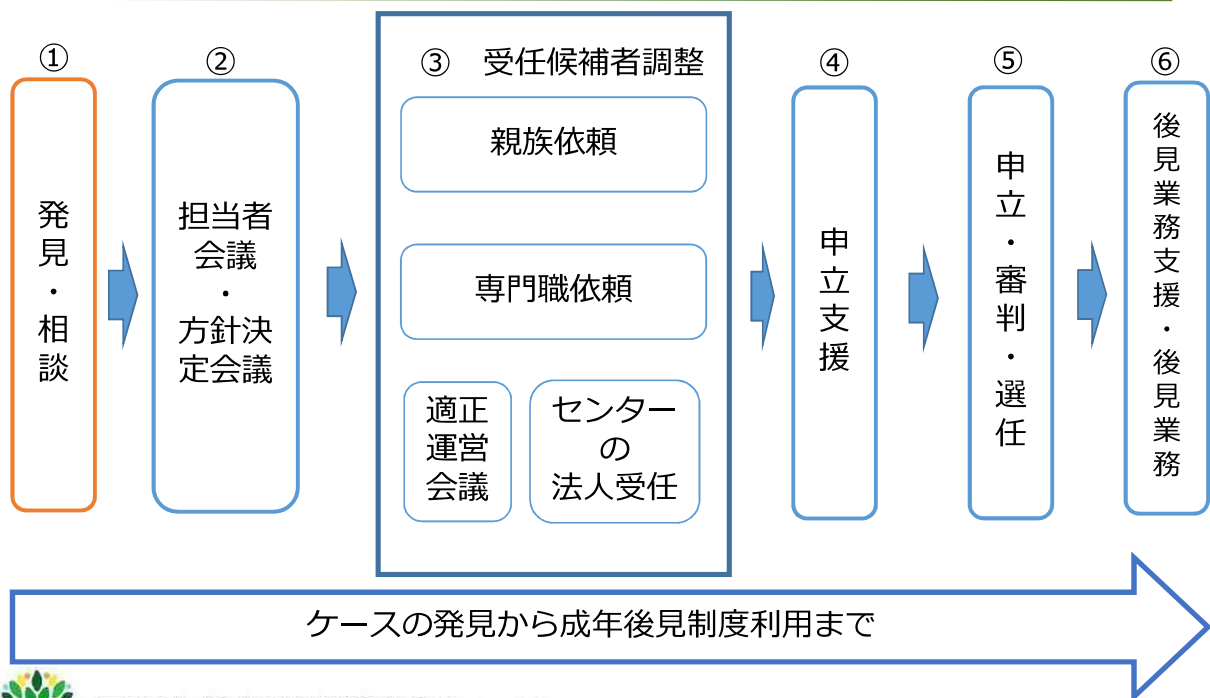 ①
発見・相談
②
担当者
会議
・
方針決
定会議
③ 受任候補者調整
親族依頼
専門職依頼
適正
運営
会議
センター
の
法人受任
④
申立支援
⑤
申立・審判・選任
⑥
後見業務支援・後見業務
ケースの発見から成年後見制度利用まで